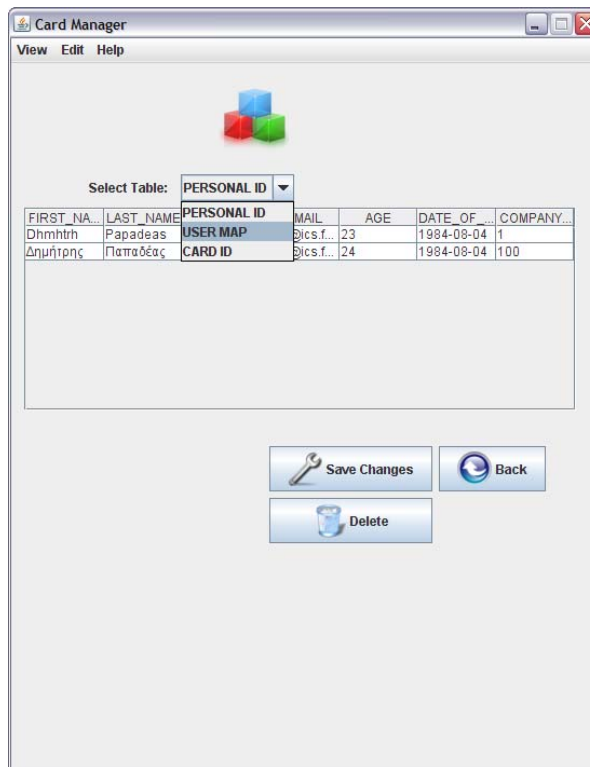 Card Manager
View Edit Help
Select Table: PERSONAL ID
PERSONAL ID
USER MAP
CARD ID
FIRST_NA... LAST_NAME MAIL AGE DATE_OF_... COMPANY...
Dhmhtrh Papadeas @ics.f... 23 1984-08-04 1
Δημήτρης Παπαδέας @ics.f... 24 1984-08-04 100
Save Changes
Back
Delete